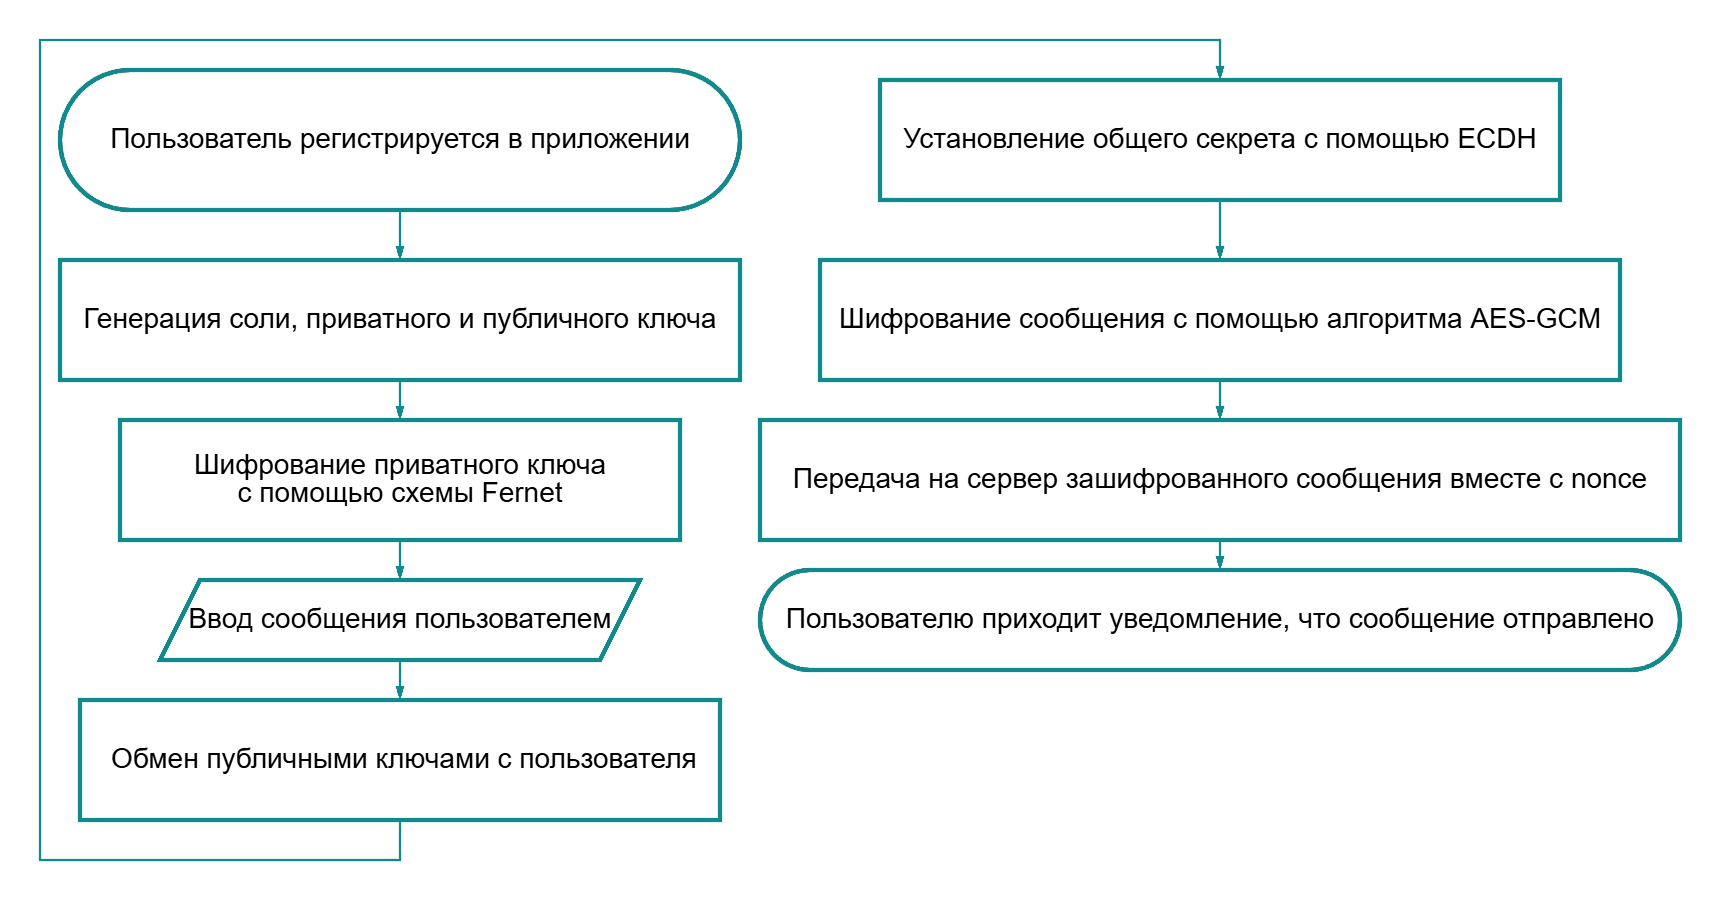 Пользователь регистрируется в приложении
Генерация соли, приватного и публичного ключа
Шифрование приватного ключа
с помощью схемы Fernet
Ввод сообщения пользователем
Обмен публичными ключами с пользователя
Установление общего секрета с помощью ECDH
Шифрование сообщения с помощью алгоритма AES-GCM
Передача на сервер зашифрованного сообщения вместе с nonce
Пользователю приходит уведомление, что сообщение отправлено